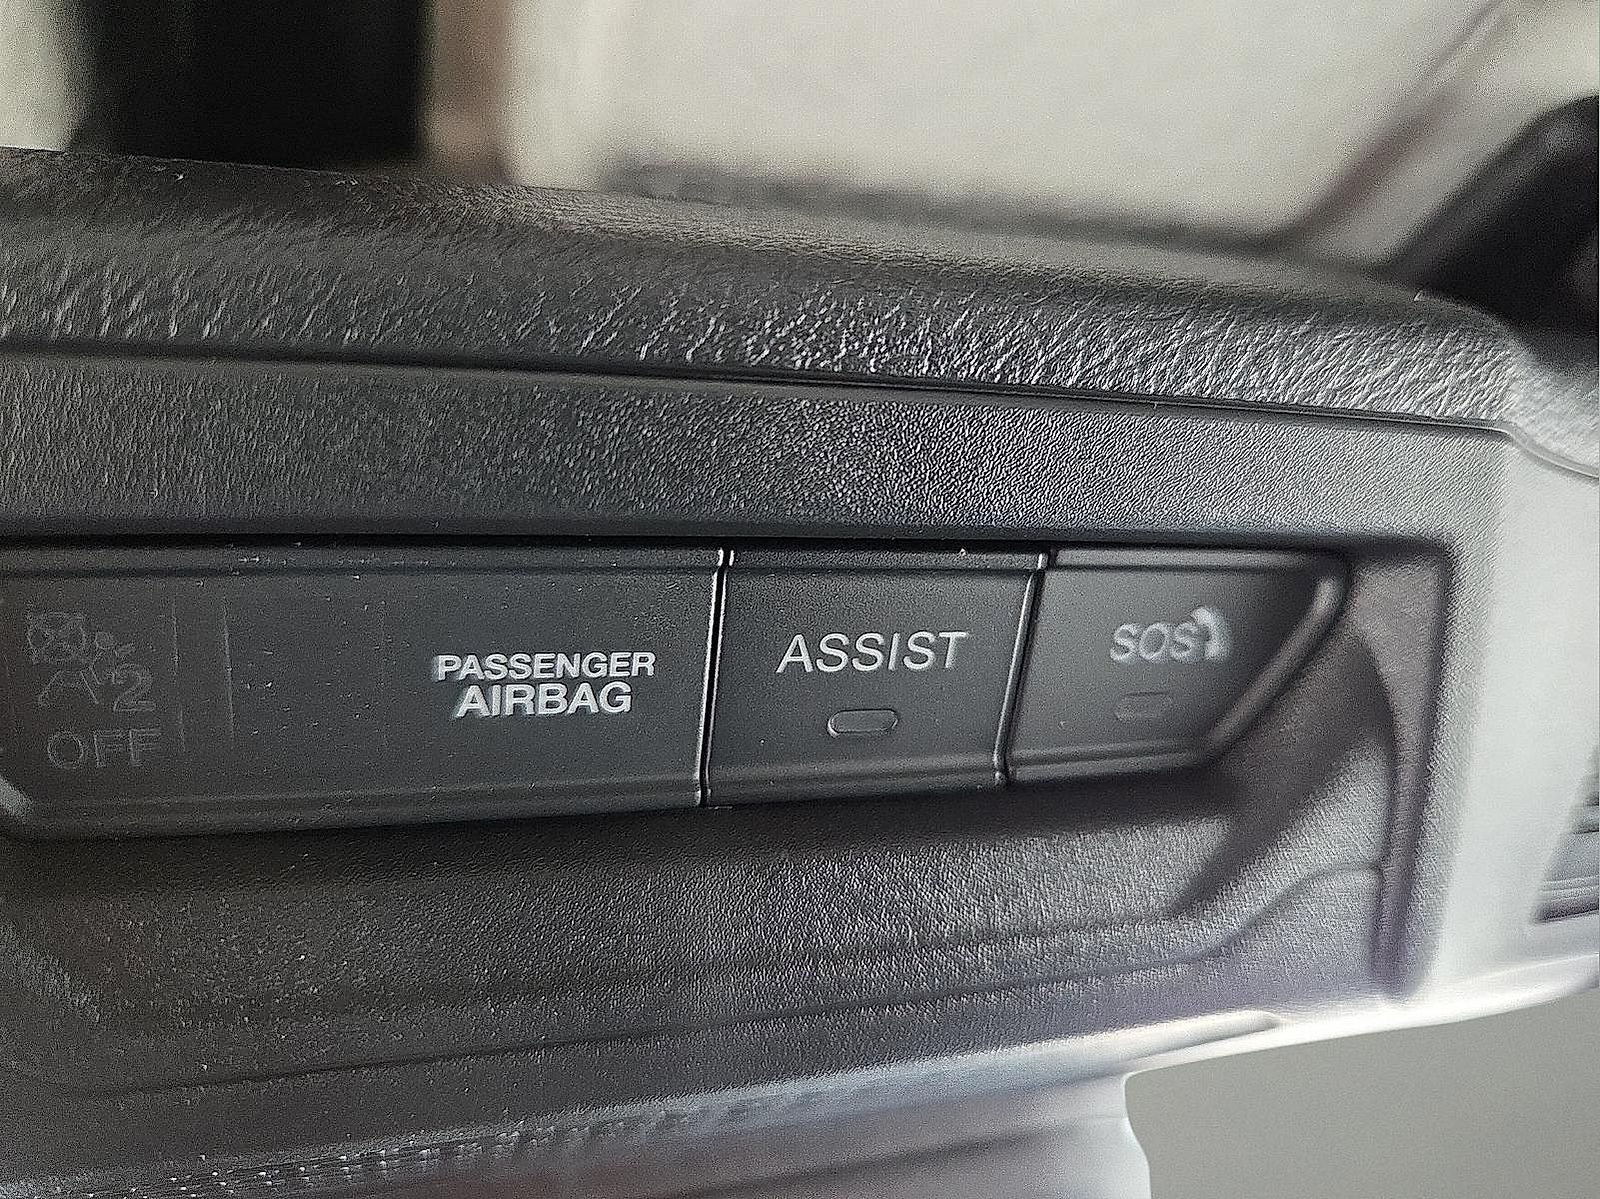 PASSENGER
AIRBAG
2
OFF
ASSIST
SOS